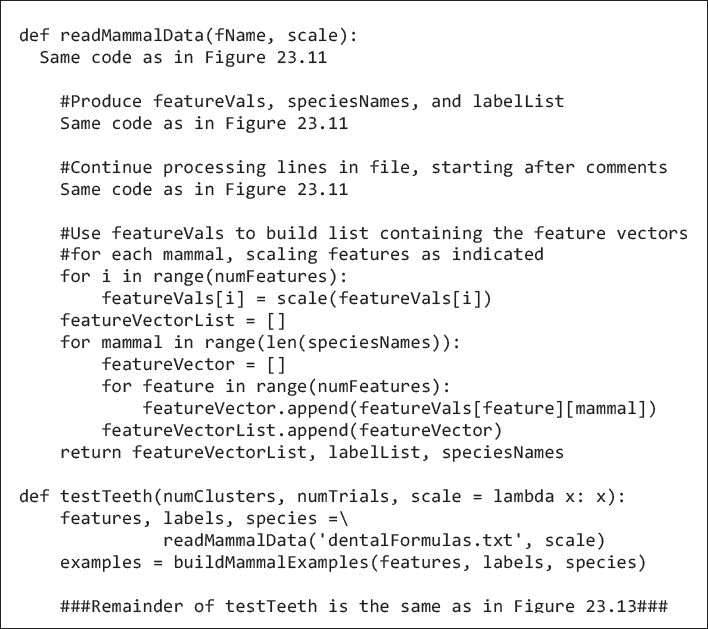 def readMammalData(fName, scale):
  Same code as in Figure 23.11
    #Produce featureVals, speciesNames, and labelList
    Same code as in Figure 23.11
    #Continue processing lines in file, starting after comments
    Same code as in Figure 23.11
    #Use featureVals to build list containing the feature vectors
    #for each mammal, scaling features as indicated
    for i in range(numFeatures):
        featureVals[i] = scale(featureVals[i])
    featureVectorList = []
    for mammal in range(len(speciesNames)):
        featureVector = []
        for feature in range(numFeatures):
            featureVector.append(featureVals[feature][mammal])
        featureVectorList.append(featureVector)
    return featureVectorList, labelList, speciesNames
def testTeeth(numClusters, numTrials, scale = lambda x: x):
    features, labels, species =\
              readMammalData('dentalFormulas.txt', scale)
    examples = buildMammalExamples(features, labels, species)
    ###Remainder of testTeeth is the same as in Figure 23.13###